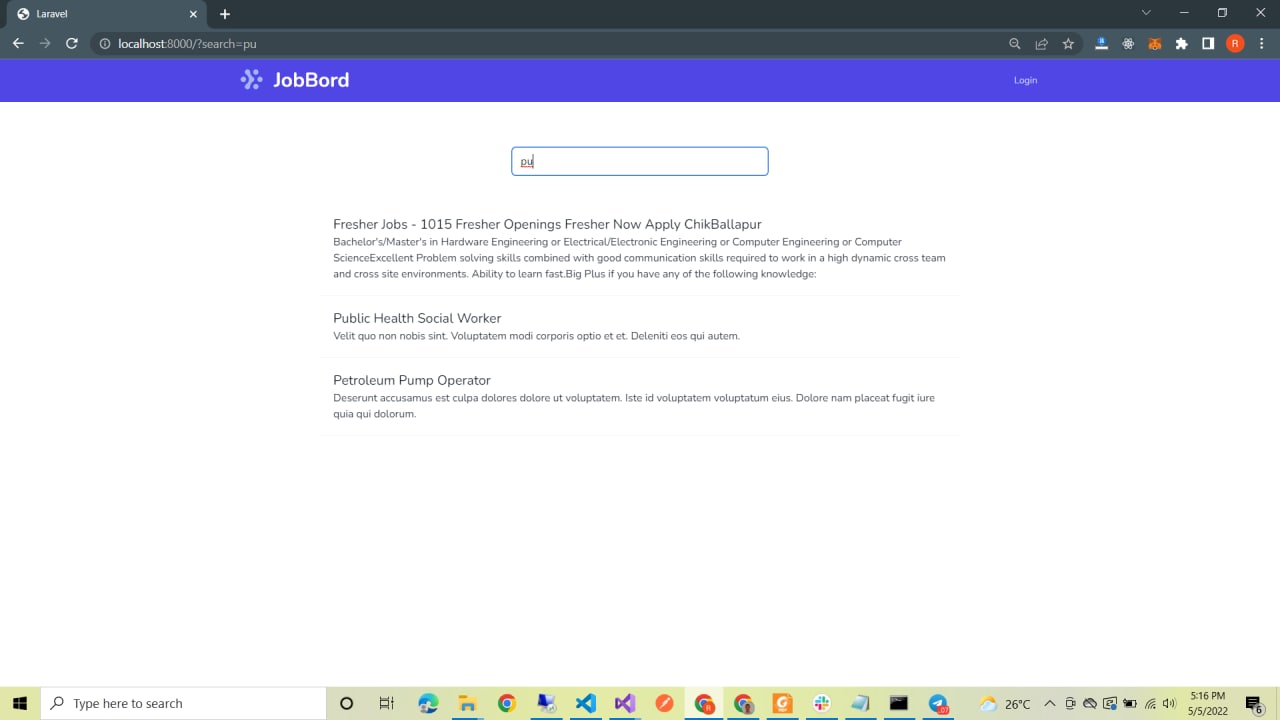 Laravel
localhost:8000/?search=pu
R
JobBord
Login
pu
Fresher Jobs - 1015 Fresher Openings Fresher Now Apply ChikBallapur
Bachelor's/Master's in Hardware Engineering or Electrical/Electronic Engineering or Computer Engineering or Computer
ScienceExcellent Problem solving skills combined with good communication skills required to work in a high dynamic cross team
and cross site environments. Ability to learn fast.Big Plus if you have any of the following knowledge:
Public Health Social Worker
Velit quo non nobis sint. Voluptatem modi corporis optio et et. Deleniti eos qui autem.
Petroleum Pump Operator
Deserunt accusamus est culpa dolores dolore ut voluptatem. Iste id voluptatem voluptatum eius. Dolore nam placeat fugit iure
quia qui dolorum.
Type here to search
26°C
5:16 PM
5/5/2022
6